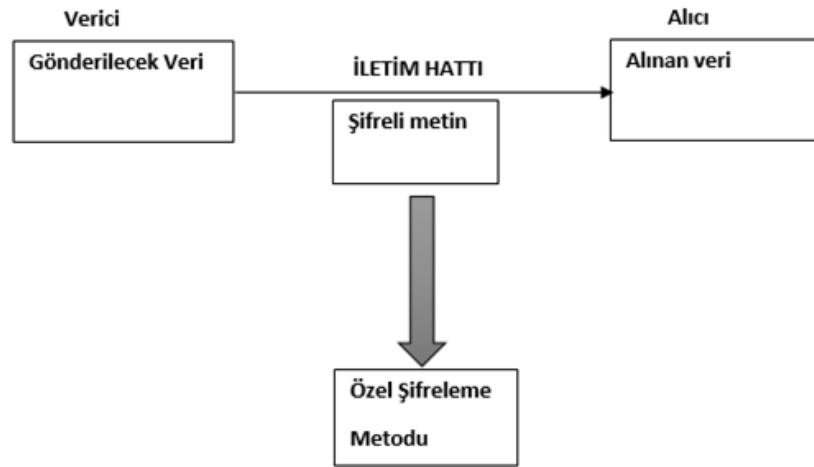 Verici
Alıcı
Gönderilecek Veri
İLETİM HATTI
Alınan veri
Şifreli metin
Özel Şifreleme
Metodu